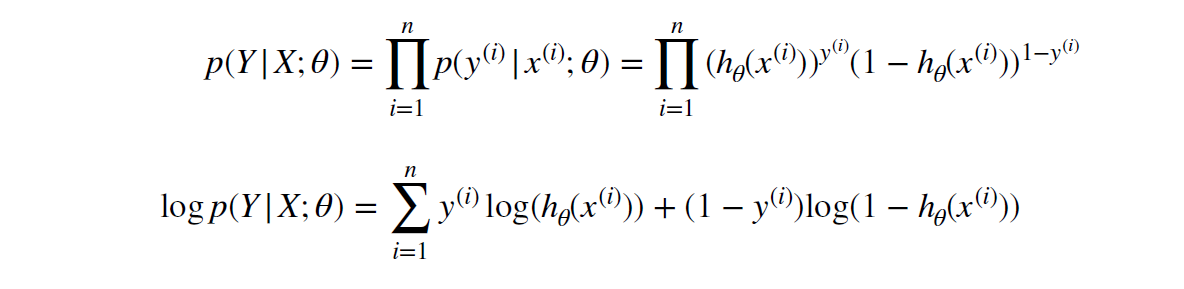 p(Y|X;θ) = ∏_{i=1}^{n} p(y^{(i)}|x^{(i)};θ) = ∏_{i=1}^{n} (h_θ(x^{(i)}))^{y^{(i)}}(1 − h_θ(x^{(i)}))^{1−y^{(i)}}
log p(Y|X;θ) = ∑_{i=1}^{n} y^{(i)} log(h_θ(x^{(i)})) + (1 − y^{(i)})log(1 − h_θ(x^{(i)}))